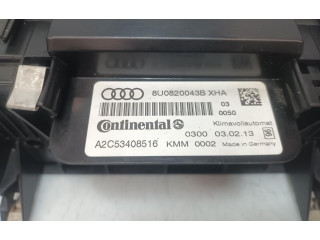 8U0820043B XHA
03
0050
Continental
Klimavollautomat
0300 03.02.13
A2C53408516 KMM 0002 Made in Germany